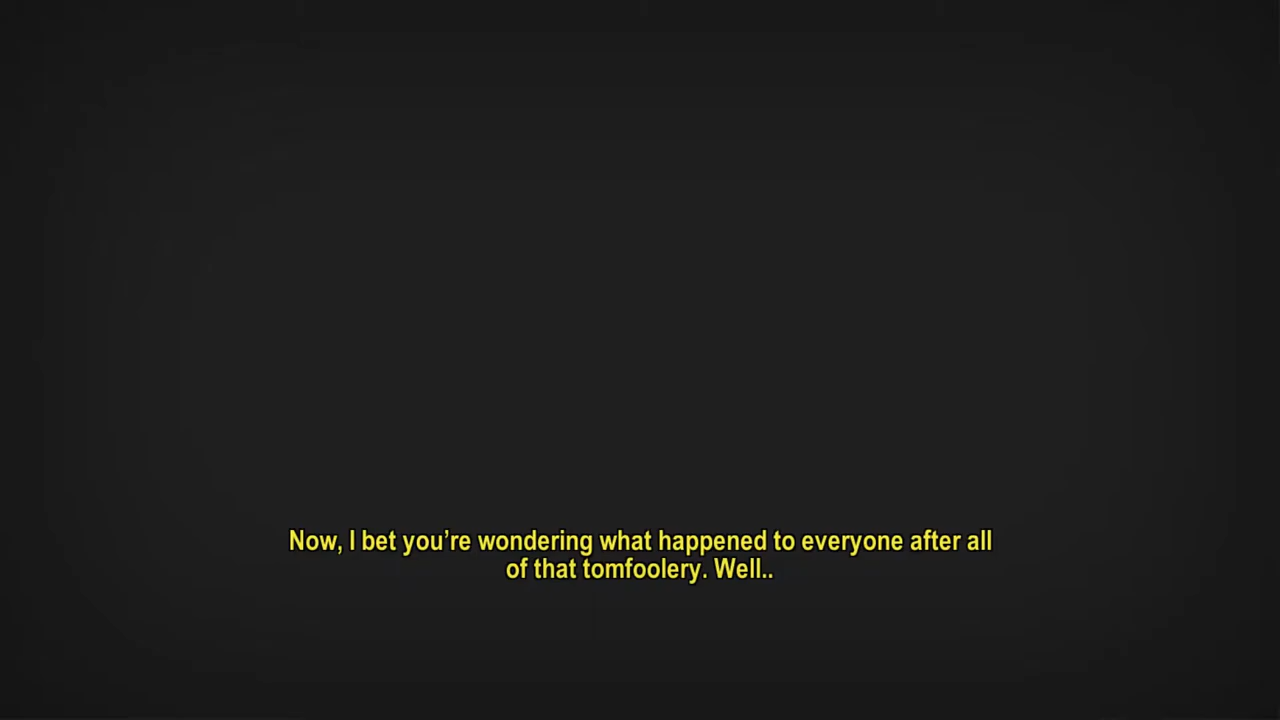 Now, I bet you’re wondering what happened to everyone after all
of that tomfoolery. Well..